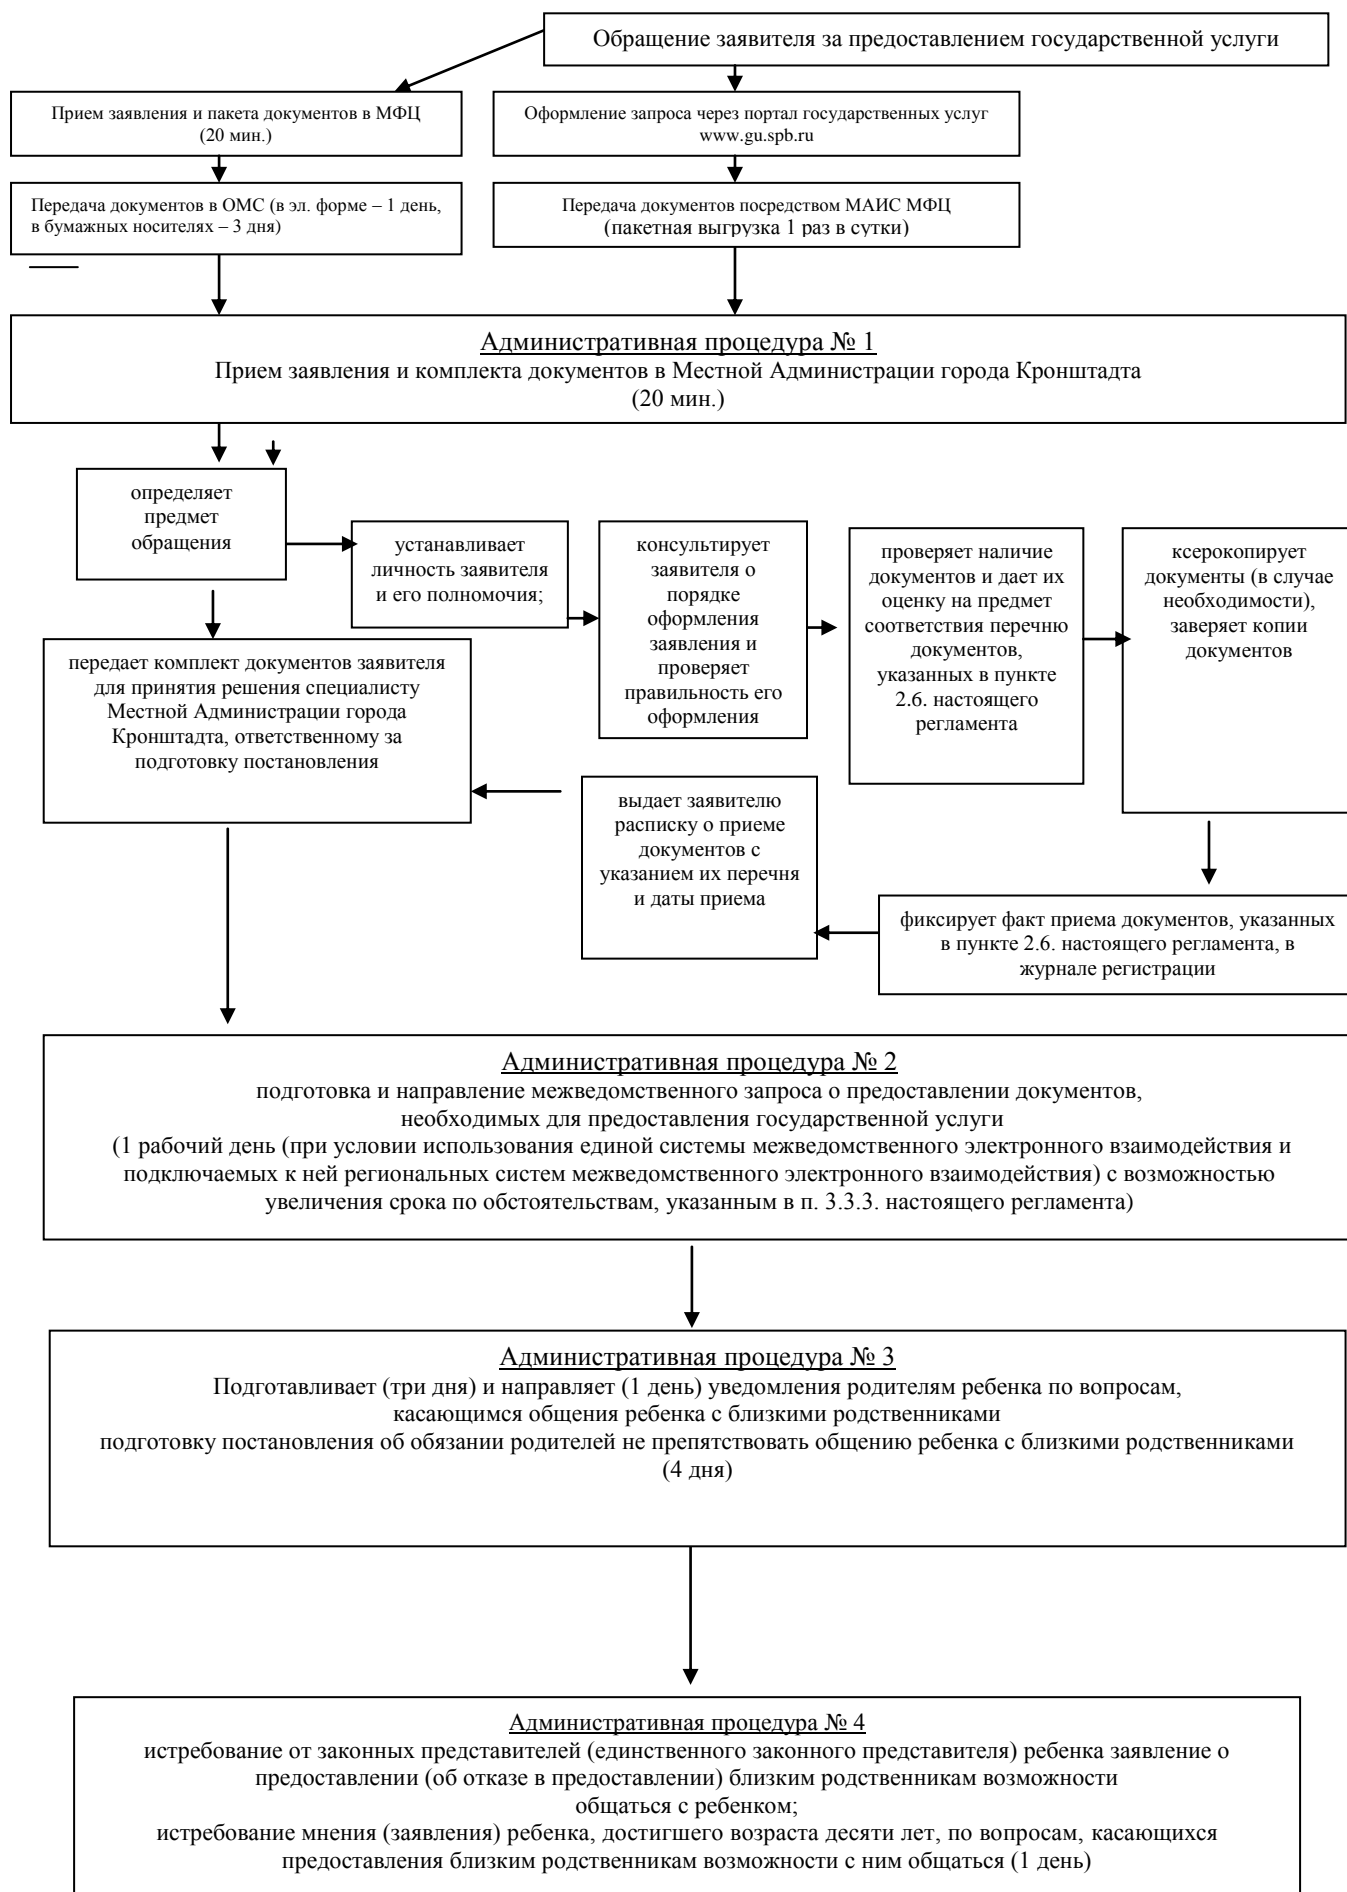 Обращение заявителя за предоставлением государственной услуги
Прием заявления и пакета документов в МФЦ
(20 мин.)
Оформление запроса через портал государственных услуг
www.gu.spb.ru
Передача документов в ОМС (в эл. форме – 1 день,
в бумажных носителях – 3 дня)
Передача документов посредством МАИС МФЦ
(пакетная выгрузка 1 раз в сутки)
Административная процедура № 1
Прием заявления и комплекта документов в Местной Администрации города Кронштадта
(20 мин.)
определяет
предмет
обращения
устанавливает
личность заявителя
и его полномочия;
консультирует
заявителя о
порядке
оформления
заявления и
проверяет
правильность его
оформления
проверяет наличие
документов и дает их
оценку на предмет
соответствия перечню
документов,
указанных в пункте
2.6. настоящего
регламента
ксерокопирует
документы (в случае
необходимости),
заверяет копии
документов
передает комплект документов заявителя
для принятия решения специалисту
Местной Администрации города
Кронштадта, ответственному за
подготовку постановления
выдает заявителю
расписку о приеме
документов с
указанием их перечня
и даты приема
фиксирует факт приема документов, указанных
в пункте 2.6. настоящего регламента, в
журнале регистрации
Административная процедура № 2
подготовка и направление межведомственного запроса о предоставлении документов,
необходимых для предоставления государственной услуги
(1 рабочий день (при условии использования единой системы межведомственного электронного взаимодействия и
подключаемых к ней региональных систем межведомственного электронного взаимодействия) с возможностью
увеличения срока по обстоятельствам, указанным в п. 3.3.3. настоящего регламента)
Административная процедура № 3
Подготавливает (три дня) и направляет (1 день) уведомления родителям ребенка по вопросам,
касающимся общения ребенка с близкими родственниками
подготовку постановления об обязании родителей не препятствовать общению ребенка с близкими родственниками
(4 дня)
Административная процедура № 4
истребование от законных представителей (единственного законного представителя) ребенка заявление о
предоставлении (об отказе в предоставлении) близким родственникам возможности
общаться с ребенком;
истребование мнения (заявления) ребенка, достигшего возраста десяти лет, по вопросам, касающихся
предоставления близким родственникам возможности с ним общаться (1 день)